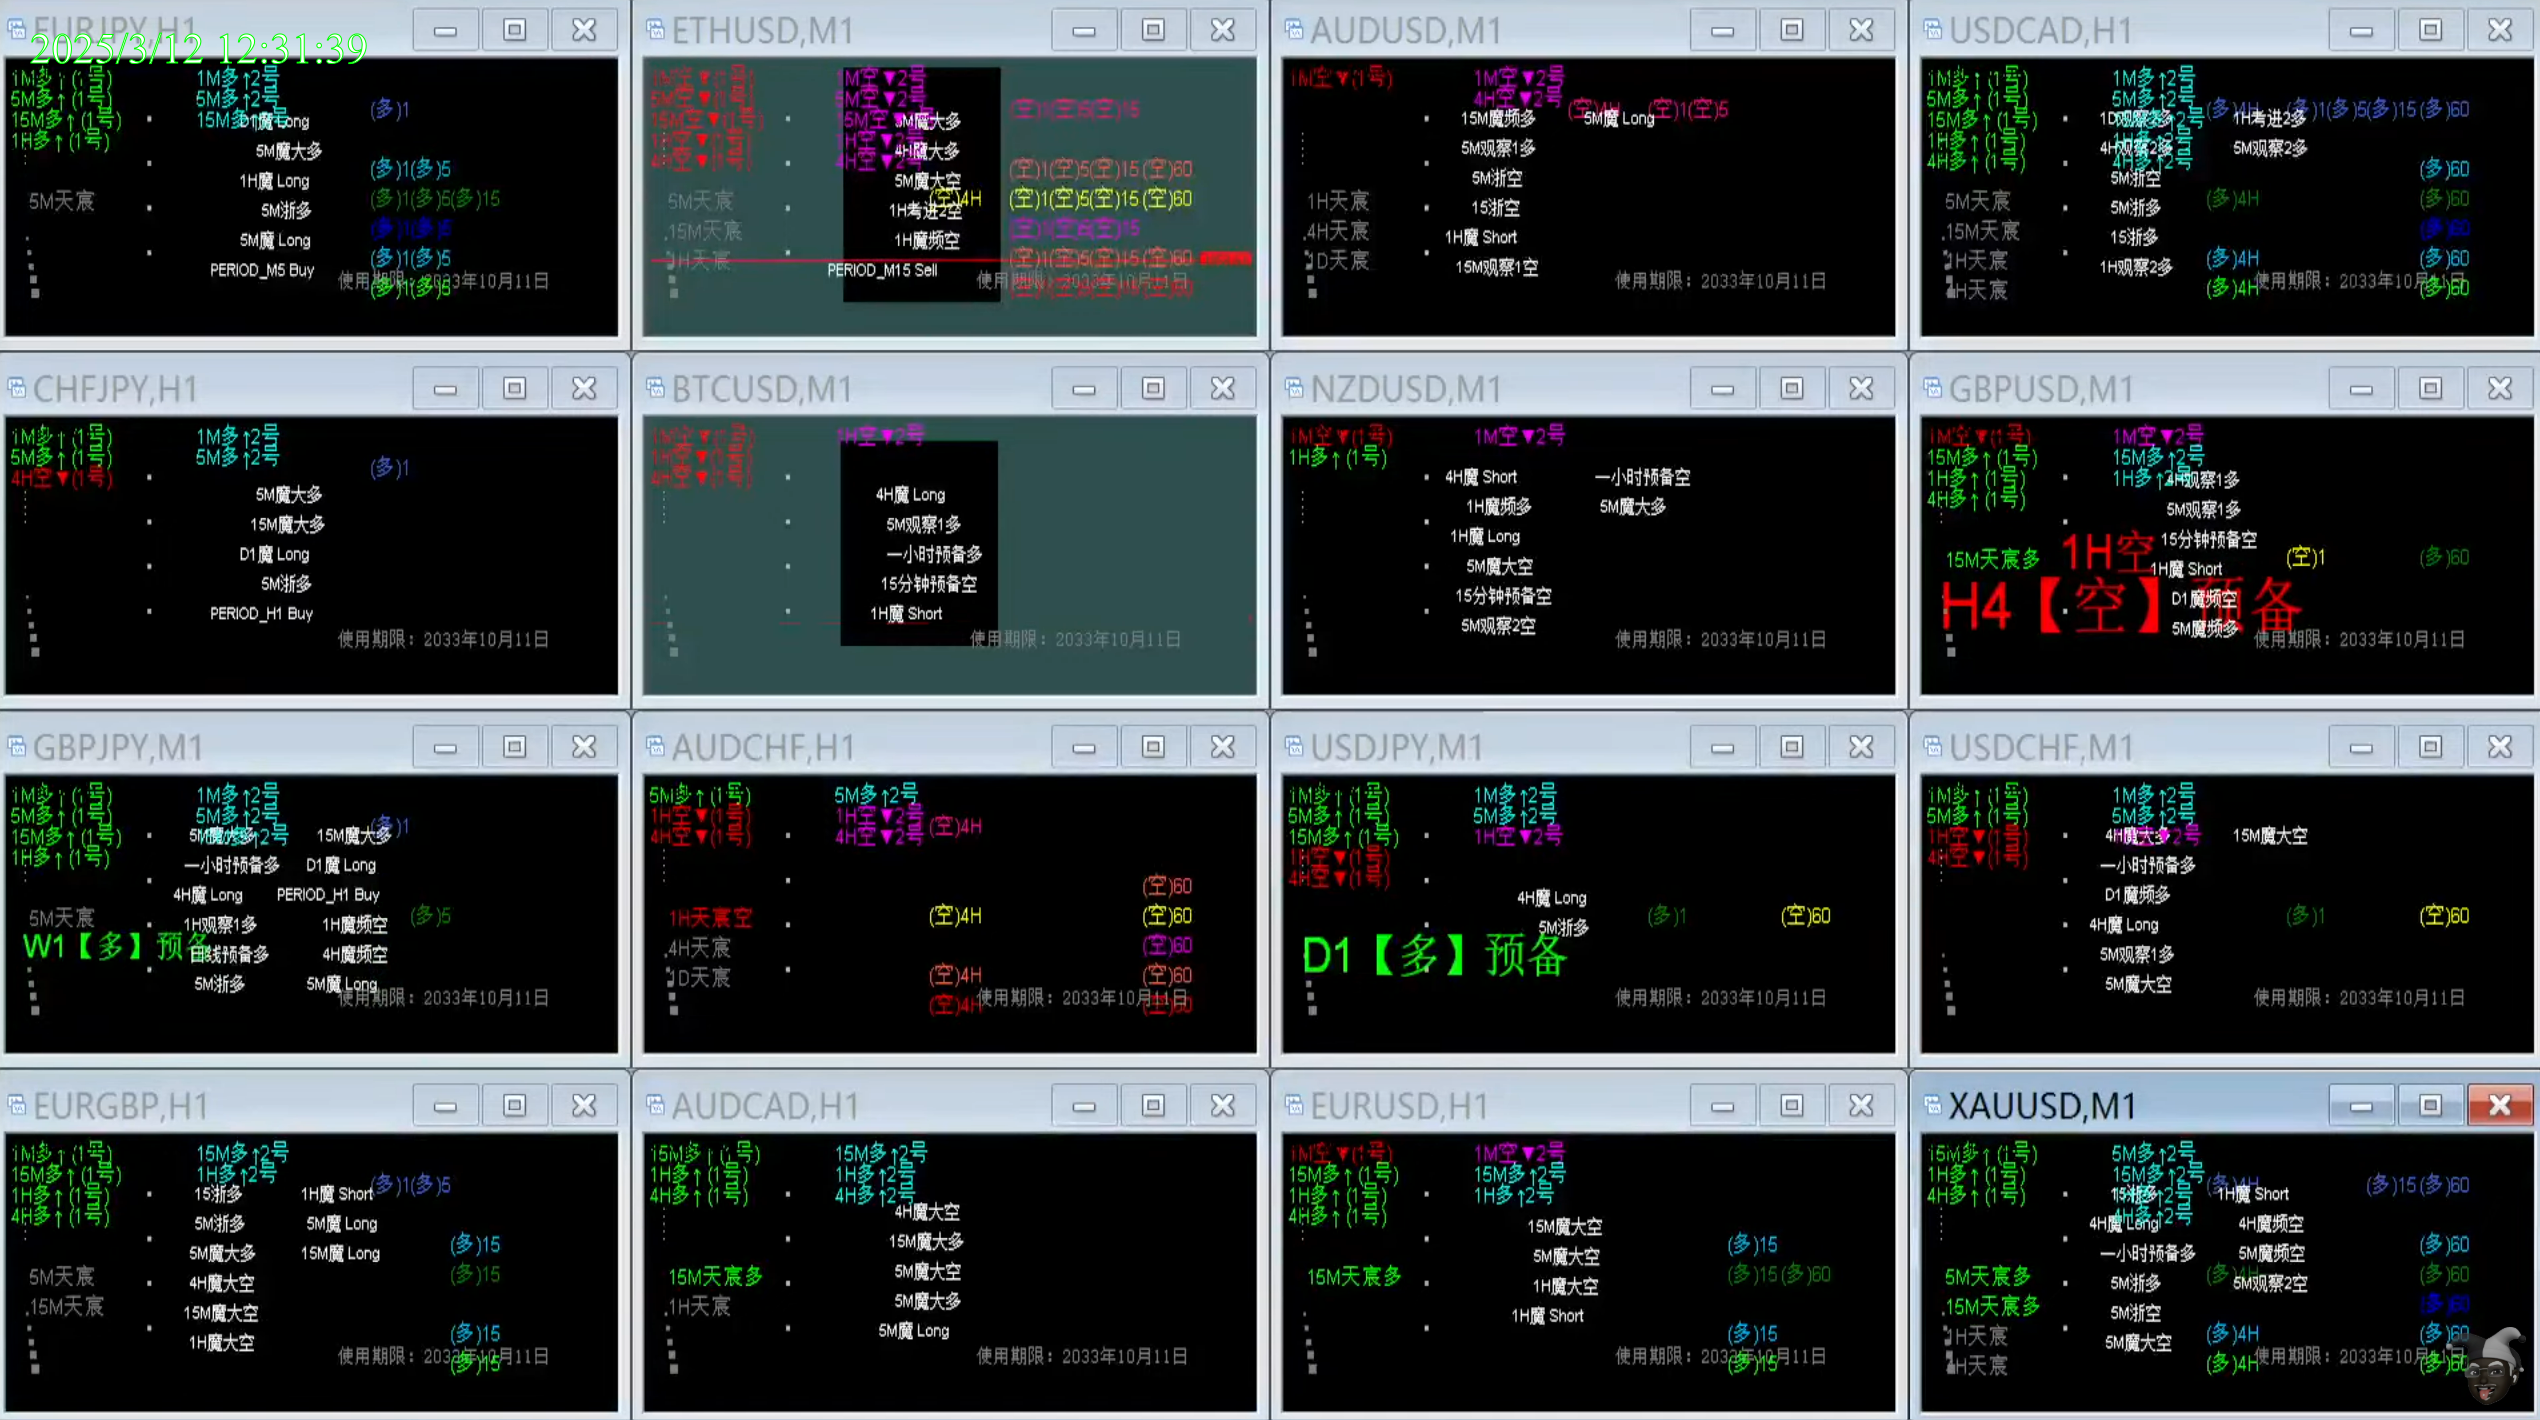 EURJPY,H1
2025/3/12 12:31:39
1M多↑(1号)
5M多↑(1号)
15M多↑(1号)
1H多↑(1号)
1M多↑2号
5M多↑2号
15M多↑2号
D1魔 Long
5M魔大多
1H魔 Long
5M浙多
5M魔 Long
PERIOD_M5 Buy
5M天宸
(多)1
(多)1(多)5
(多)1(多)5(多)15
(多)1(多)5
(多)1(多)5
(多)1(多)5
使用期限：2033年10月11日
ETHUSD,M1
1M空▼(1号)
5M空▼(1号)
15M空▼(1号)
1H空▼(1号)
4H空▼(1号)
1M空▼2号
5M空▼2号
15M空▼2号
1H空▼2号
4H空▼2号
5M魔大多
4H魔大多
5M魔大空
1H考进2空
1H魔频空
PERIOD_M15 Sell
5M天宸
15M天宸
1H天宸
(空)1(空)5(空)15
(空)1(空)5(空)15(空)60
(空)4H
(空)1(空)5(空)15(空)60
(空)1(空)5(空)15
(空)1(空)5(空)15(空)60
使用期限：2033年10月11日
AUDUSD,M1
1M空▼(1号)
1M空▼2号
4H空▼2号
(空)4H
(空)1(空)5
15M魔频多
5M魔 Long
5M观察1多
5M浙空
15浙空
1H魔 Short
15M观察1空
1H天宸
4H天宸
1D天宸
使用期限：2033年10月11日
USDCAD,H1
1M多↑(1号)
5M多↑(1号)
15M多↑(1号)
1H多↑(1号)
4H多↑(1号)
1M多↑2号
5M多↑2号
4H多↑2号
(多)4H
(多)1(多)5(多)15(多)60
1D观察2多
1H考进2多
4H观察2多
5M观察2多
5M浙空
5M浙多
15浙多
1H观察2多
5M天宸
15M天宸
1H天宸
4H天宸
(多)60
(多)4H
(多)60
(多)60
(多)4H
(多)60
(多)4H
(多)60
使用期限：2033年10月11日
CHFJPY,H1
1M多↑(1号)
5M多↑(1号)
4H空▼(1号)
1M多↑2号
5M多↑2号
(多)1
5M魔大多
15M魔大多
D1魔 Long
5M浙多
PERIOD_H1 Buy
使用期限：2033年10月11日
BTCUSD,M1
1M空▼(1号)
1H空▼(1号)
4H空▼(1号)
1H空▼2号
4H魔 Long
5M观察1多
一小时预备多
15分钟预备空
1H魔 Short
使用期限：2033年10月11日
NZDUSD,M1
1M空▼(1号)
1H多↑(1号)
1M空▼2号
4H魔 Short
一小时预备空
1H魔频多
5M魔大多
1H魔 Long
5M魔大空
15分钟预备空
5M观察2空
使用期限：2033年10月11日
GBPUSD,M1
1M空▼(1号)
15M多↑(1号)
1H多↑(1号)
4H多↑(1号)
1M空▼2号
15M多↑2号
1H多↑2号
4H观察1多
5M观察1多
15分钟预备空
1H魔 Short
D1魔频空
5M魔频多
15M天宸多
1H空
H4【空】预备
(空)1
(多)60
使用期限：2033年10月11日
GBPJPY,M1
1M多↑(1号)
5M多↑(1号)
15M多↑(1号)
1H多↑(1号)
1M多↑2号
5M多↑2号
15M多↑2号
(多)1
5M魔大多
15M魔大多
一小时预备多
D1魔 Long
4H魔 Long
PERIOD_H1 Buy
1H观察1多
1H魔频空
日线预备多
4H魔频空
5M浙多
5M魔 Long
5M天宸
W1【多】预备
(多)5
使用期限：2033年10月11日
AUDCHF,H1
5M多↑(1号)
1H空▼(1号)
4H空▼(1号)
5M多↑2号
1H空▼2号
4H空▼2号
(空)4H
(空)60
1H天宸空
4H天宸
1D天宸
(空)4H
(空)60
(空)60
(空)4H
(空)60
(空)4H
(空)60
使用期限：2033年10月11日
USDJPY,M1
1M多↑(1号)
5M多↑(1号)
15M多↑(1号)
1H空▼(1号)
4H空▼(1号)
1M多↑2号
5M多↑2号
1H空▼2号
4H魔 Long
5M浙多
(多)1
(空)60
D1【多】预备
使用期限：2033年10月11日
USDCHF,M1
1M多↑(1号)
5M多↑(1号)
1H空▼(1号)
4H空▼(1号)
1M多↑2号
5M多↑2号
4H魔大多
15M魔大空
一小时预备多
D1魔频多
4H魔 Long
5M观察1多
5M魔大空
(多)1
(空)60
使用期限：2033年10月11日
EURGBP,H1
1M多↑(1号)
15M多↑(1号)
1H多↑(1号)
4H多↑(1号)
15M多↑2号
1H多↑2号
(多)1(多)5
15浙多
1H魔 Short
5M浙多
5M魔 Long
5M魔大多
15M魔 Long
4H魔大空
15M魔大空
1H魔大空
5M天宸
15M天宸
(多)15
(多)15
(多)15
(多)15
使用期限：2033年10月11日
AUDCAD,H1
15M多↑(1号)
1H多↑(1号)
4H多↑(1号)
15M多↑2号
1H多↑2号
4H多↑2号
4H魔大空
15M魔大多
5M魔大空
5M魔大多
5M魔 Long
15M天宸多
1H天宸
使用期限：2033年10月11日
EURUSD,H1
1M空▼(1号)
15M多↑(1号)
1H多↑(1号)
4H多↑(1号)
1M空▼2号
15M多↑2号
1H多↑2号
15M魔大空
5M魔大空
1H魔大空
1H魔 Short
15M天宸多
(多)15
(多)15(多)60
(多)15
(多)15
使用期限：2033年10月11日
XAUUSD,M1
15M多↑(1号)
1H多↑(1号)
4H多↑(1号)
5M多↑2号
15M多↑2号
4H多↑2号
(多)4H
(多)15(多)60
15浙多
1H魔 Short
4H魔 Long
4H魔频空
一小时预备多
5M魔频空
5M浙多
5M观察2空
5M浙空
5M魔大空
5M天宸多
15M天宸多
1H天宸
4H天宸
(多)60
(多)4H
(多)60
(多)60
(多)4H
(多)60
(多)4H
(多)60
使用期限：2033年10月11日